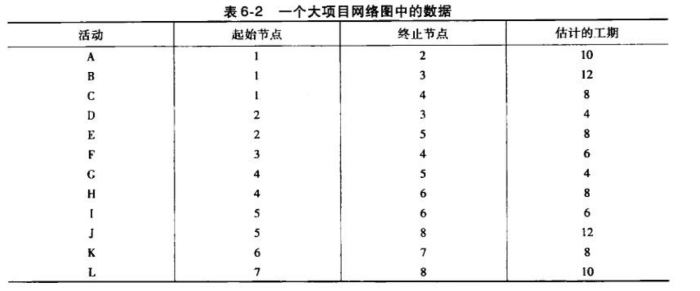 表 6-2 一个大项目网络图中的数据
活动 起始节点 终止节点 估计的工期
A 1 2 10
B 1 3 12
C 1 4 8
D 2 3 4
E 2 5 8
F 3 4 6
G 4 5 4
H 4 6 8
I 5 6 6
J 5 8 12
K 6 7 8
L 7 8 10